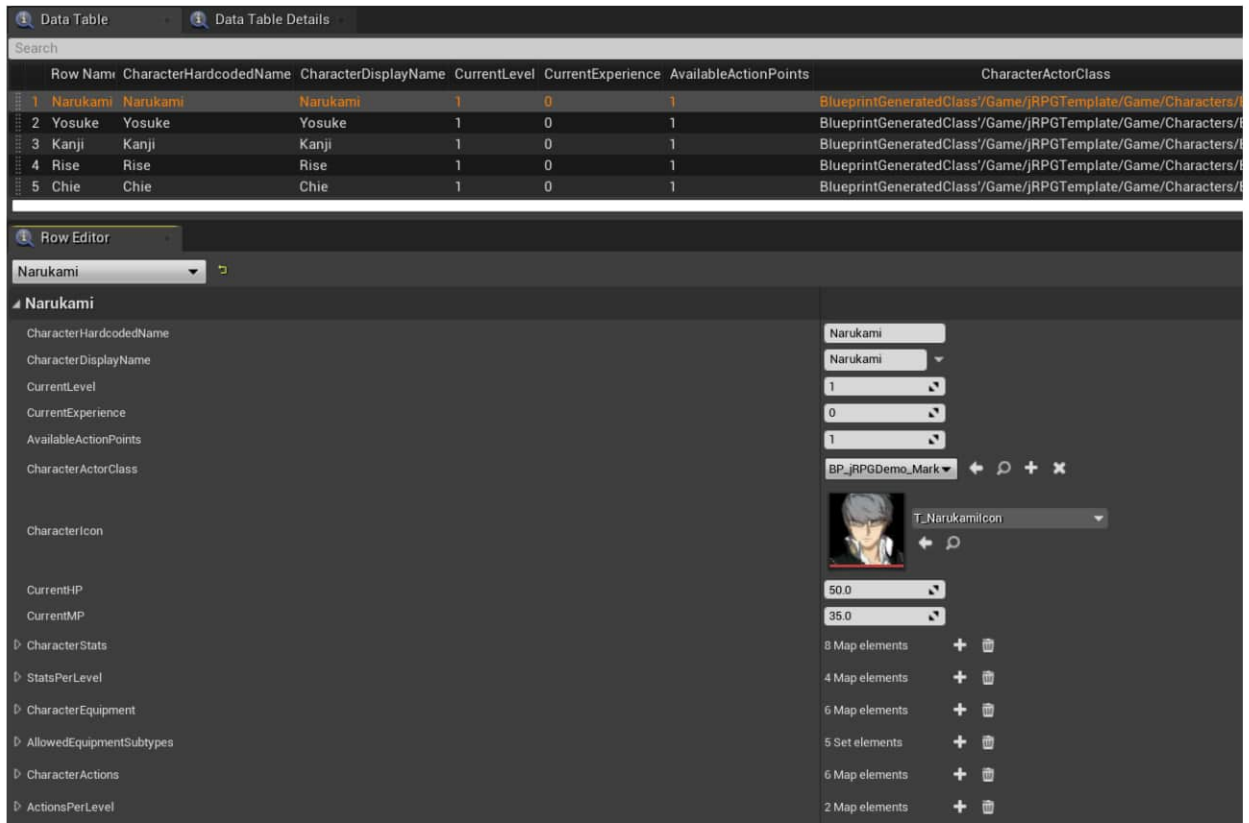 Data Table Data Table Details
Search
Row Name CharacterHardcodedName CharacterDisplayName CurrentLevel CurrentExperience AvailableActionPoints CharacterActorClass
1 Narukami Narukami Narukami 1 0 1 BlueprintGeneratedClass'/Game/jRPGTemplate/Game/Characters/
2 Yosuke Yosuke Yosuke 1 0 1 BlueprintGeneratedClass'/Game/jRPGTemplate/Game/Characters/
3 Kanji Kanji Kanji 1 0 1 BlueprintGeneratedClass'/Game/jRPGTemplate/Game/Characters/
4 Rise Rise Rise 1 0 1 BlueprintGeneratedClass'/Game/jRPGTemplate/Game/Characters/
5 Chie Chie Chie 1 0 1 BlueprintGeneratedClass'/Game/jRPGTemplate/Game/Characters/
Row Editor
Narukami
Narukami
CharacterHardcodedName Narukami
CharacterDisplayName Narukami
CurrentLevel 1
CurrentExperience 0
AvailableActionPoints 1
CharacterActorClass BP_jRPGDemo_Mark
CharacterIcon T_NarukamiIcon
CurrentHP 50.0
CurrentMP 35.0
CharacterStats 8 Map elements
StatsPerLevel 4 Map elements
CharacterEquipment 6 Map elements
AllowedEquipmentSubtypes 5 Set elements
CharacterActions 6 Map elements
ActionsPerLevel 2 Map elements